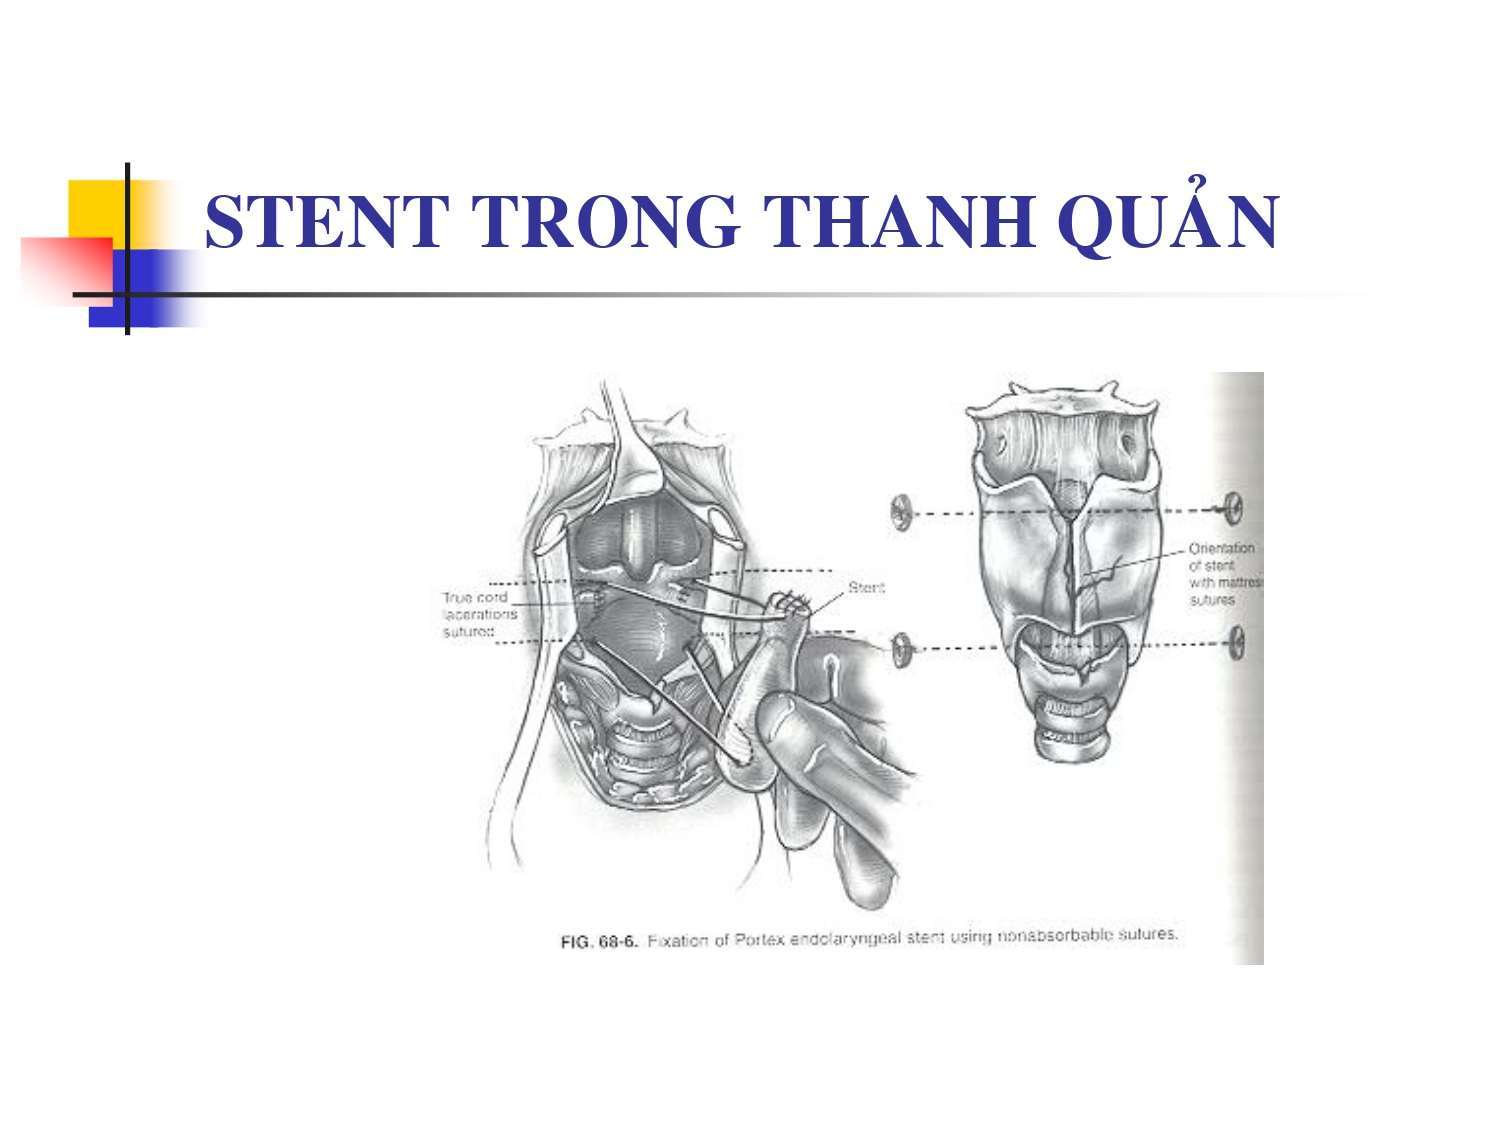 STENT TRONG THANH QUẢN
True cord
lacerations
sutured
Stent
Orientation
of stent
with mattres
sutures
FIG. 68-6. Fixation of Portex endolaryngeal stent using nonabsorbable sutures.